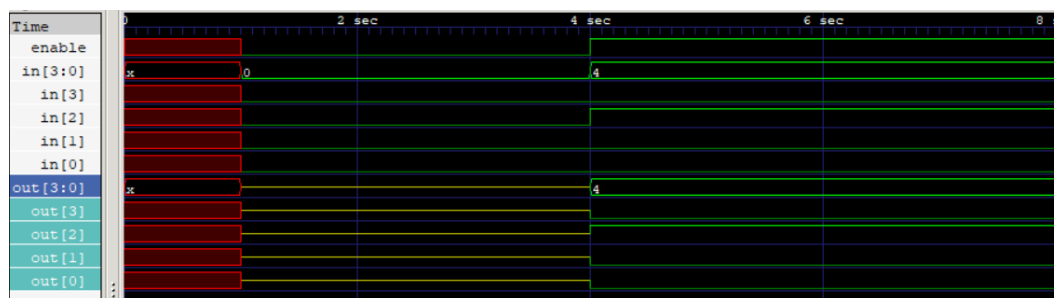 Time 0 2 sec 4 sec 6 sec 8
enable
in[3:0] x 0 4
in[3]
in[2]
in[1]
in[0]
out[3:0] x 4
out[3]
out[2]
out[1]
out[0]